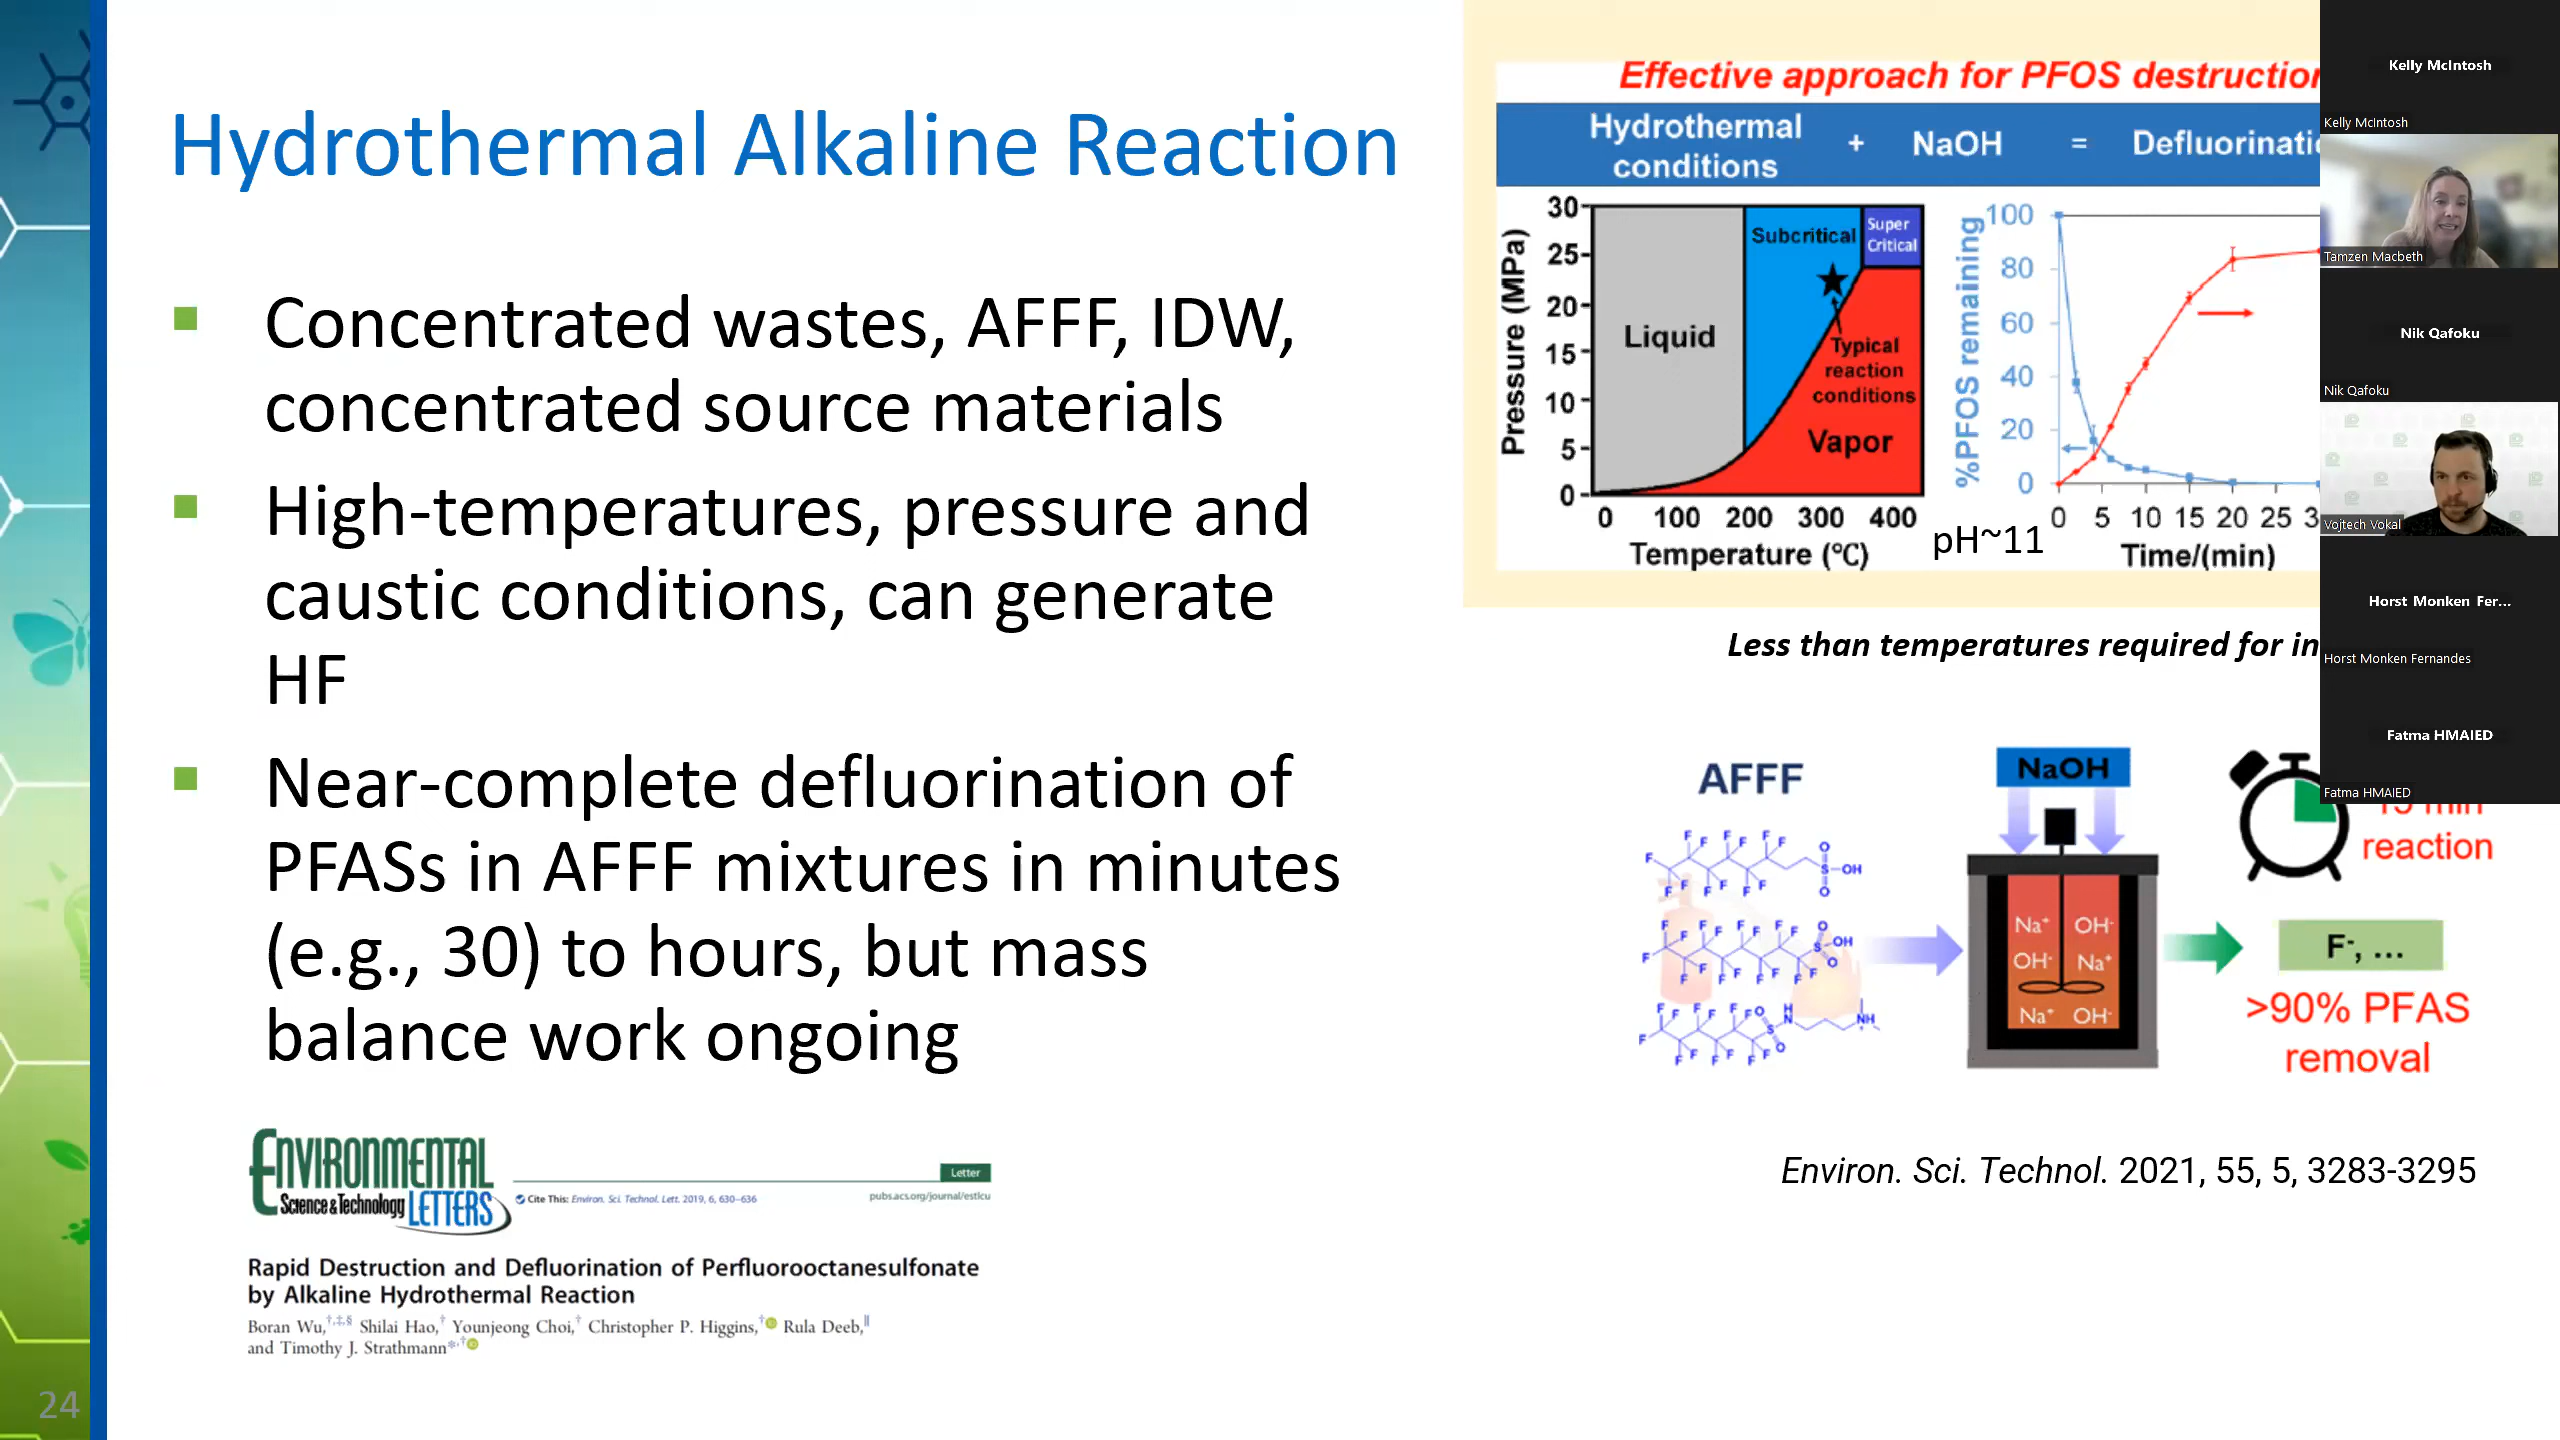 Hydrothermal Alkaline Reaction
Concentrated wastes, AFFF, IDW,
concentrated source materials
High-temperatures, pressure and
caustic conditions, can generate
HF
Near-complete defluorination of
PFASs in AFFF mixtures in minutes
(e.g., 30) to hours, but mass
balance work ongoing
ENVIRONMENTAL
Science & Technology LETTERS
Letter
Cite This: Environ. Sci. Technol. Lett. 2019, 6, 630−636
pubs.acs.org/journal/estlcu
Rapid Destruction and Defluorination of Perfluorooctanesulfonate
by Alkaline Hydrothermal Reaction
Boran Wu,†,‡,§ Shilai Hao,† Younjeong Choi,† Christopher P. Higgins,† Rula Deeb,∥
and Timothy J. Strathmann*,†
24
Effective approach for PFOS destruction
Hydrothermal
conditions
+ NaOH = Defluorinatio
Pressure (MPa)
30
25
20
15
10
5
0
Liquid
Subcritical
Super
Critical
Typical
reaction
conditions
Vapor
0 100 200 300 400
Temperature (℃)
%PFOS remaining
100
80
60
40
20
0
pH~11
0 5 10 15 20 25 3
Time/(min)
Less than temperatures required for in
AFFF
NaOH
F F F F F F F F F F F F F
O
S OH
O
F F F F F F F F F F F F F F F F F
O
S OH
O
F F F F F F F F F F F F F
O
S
O
H
N
NH
Na⁺ OH⁻
OH⁻ Na⁺
Na⁺ OH⁻
15 min
reaction
F⁻, ...
>90% PFAS
removal
Environ. Sci. Technol. 2021, 55, 5, 3283-3295
Kelly McIntosh
Kelly McIntosh
Tamzen Macbeth
Nik Qafoku
Nik Qafoku
Vojtech Vokal
Horst Monken Fer...
Horst Monken Fernandes
Fatma HMAIED
Fatma HMAIED